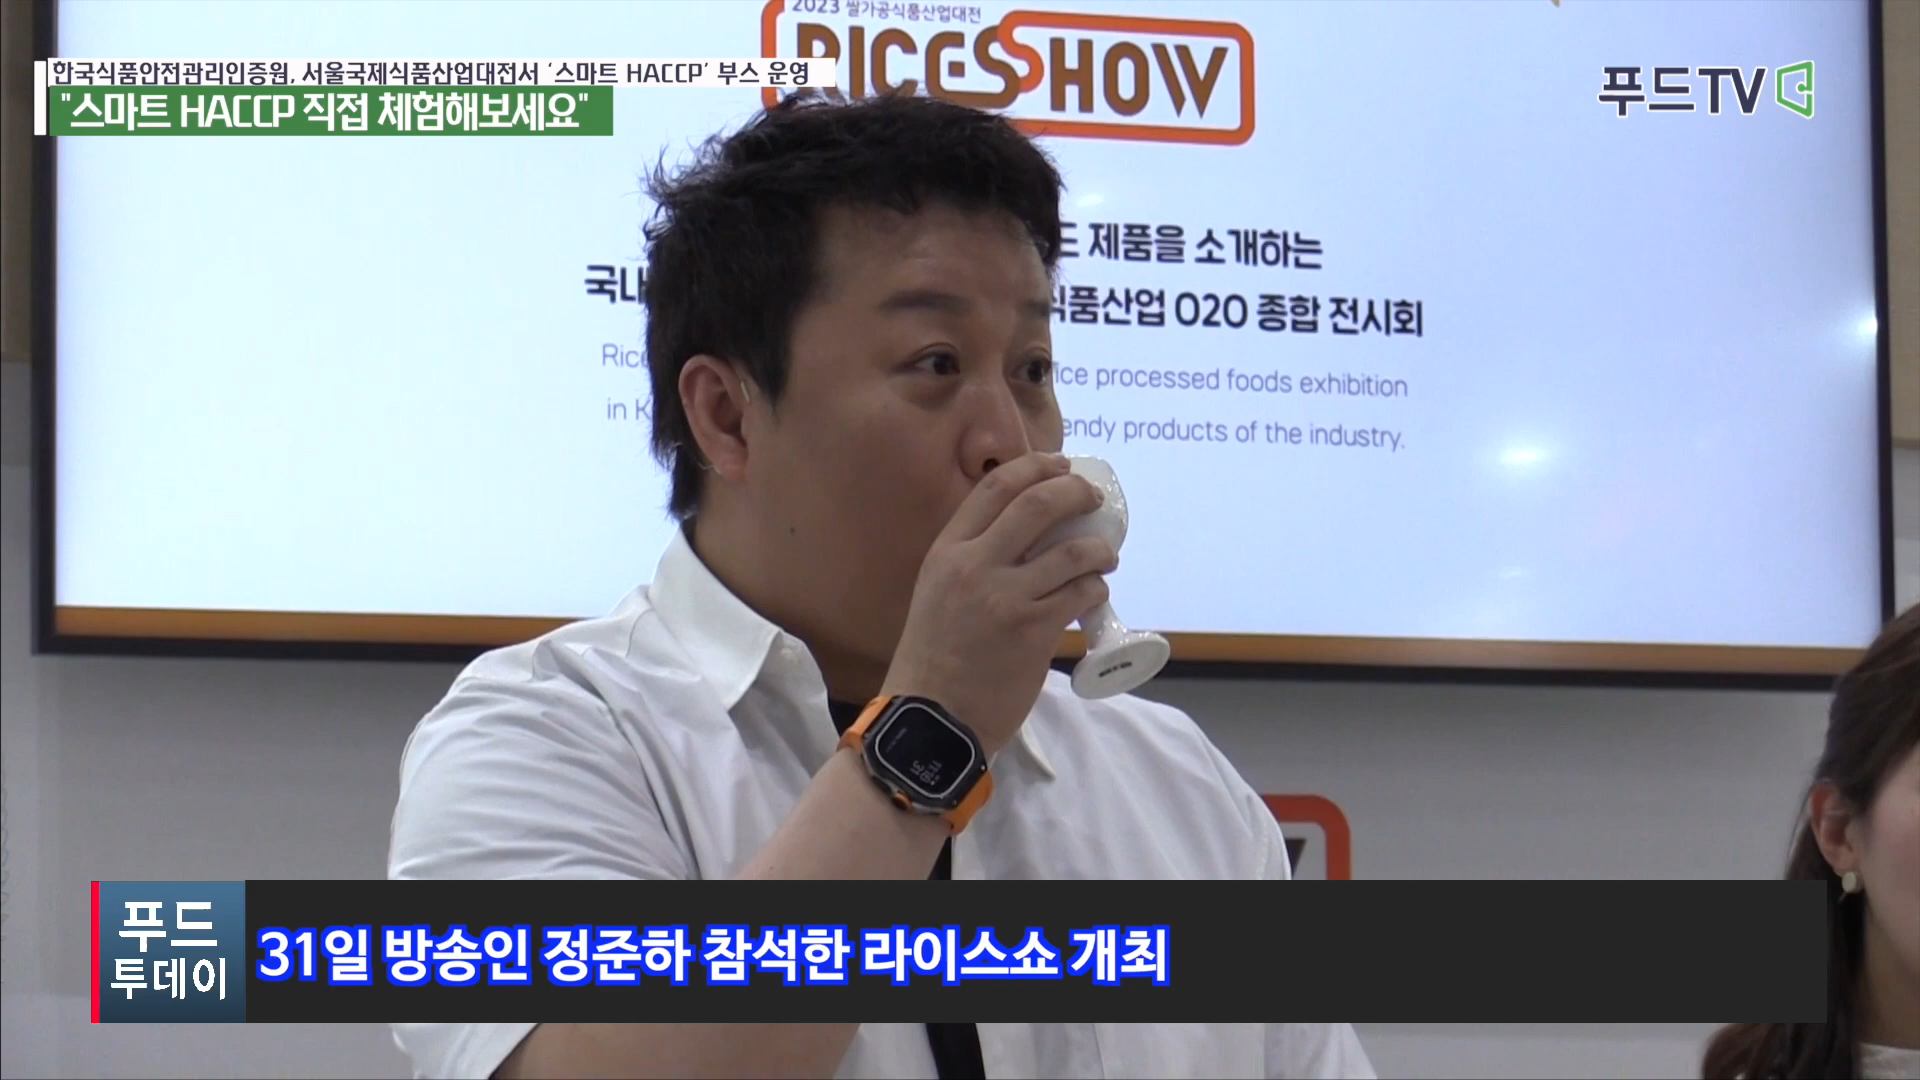 2023 쌀가공식품산업대전
RICESSHOW
한국식품안전관리인증원, 서울국제식품산업대전서 '스마트 HACCP' 부스 운영
"스마트 HACCP 직접 체험해보세요"
푸드TV
제품을 소개하는
국내
식품산업 O2O 종합 전시회
Rice
processed foods exhibition
in
products of the industry.
푸드
투데이
31일 방송인 정준하 참석한 라이스쇼 개최